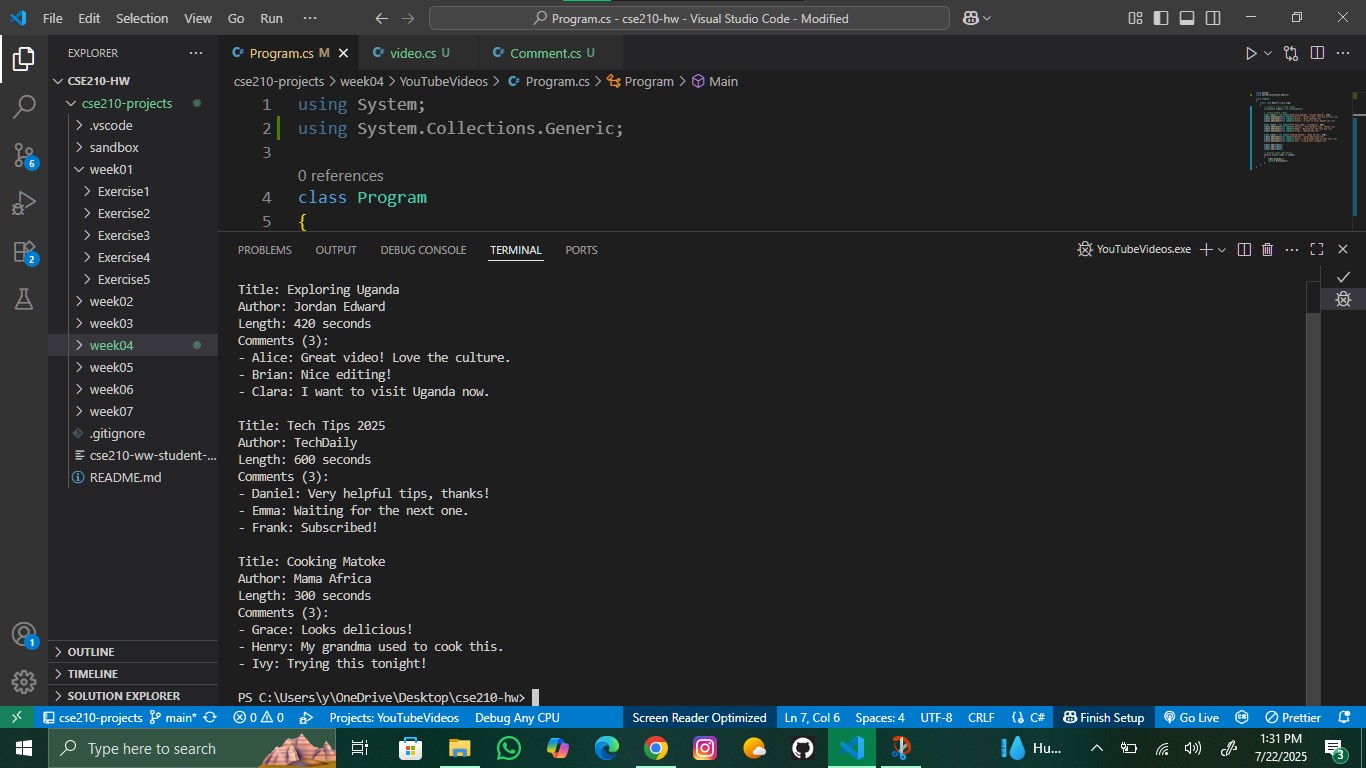 File Edit Selection View Go Run ··· Program.cs - cse210-hw - Visual Studio Code - Modified
EXPLORER ···
CSE210-HW
cse210-projects
.vscode
sandbox
week01
Exercise1
Exercise2
Exercise3
Exercise4
Exercise5
week02
week03
week04
week05
week06
week07
.gitignore
cse210-ww-student-...
README.md
OUTLINE
TIMELINE
SOLUTION EXPLORER
6
2
1
Program.cs M video.cs U Comment.cs U
cse210-projects > week04 > YouTubeVideos > Program.cs > Program > Main
1 using System;
2 using System.Collections.Generic;
3
0 references
4 class Program
5 {
PROBLEMS OUTPUT DEBUG CONSOLE TERMINAL PORTS YouTubeVideos.exe
Title: Exploring Uganda
Author: Jordan Edward
Length: 420 seconds
Comments (3):
- Alice: Great video! Love the culture.
- Brian: Nice editing!
- Clara: I want to visit Uganda now.
Title: Tech Tips 2025
Author: TechDaily
Length: 600 seconds
Comments (3):
- Daniel: Very helpful tips, thanks!
- Emma: Waiting for the next one.
- Frank: Subscribed!
Title: Cooking Matoke
Author: Mama Africa
Length: 300 seconds
Comments (3):
- Grace: Looks delicious!
- Henry: My grandma used to cook this.
- Ivy: Trying this tonight!
PS C:\Users\y\OneDrive\Desktop\cse210-hw>
cse210-projects main* 0 0 Projects: YouTubeVideos Debug Any CPU Screen Reader Optimized Ln 7, Col 6 Spaces: 4 UTF-8 CRLF C# Finish Setup Go Live Prettier
Type here to search Hu... 1:31 PM
7/22/2025 3